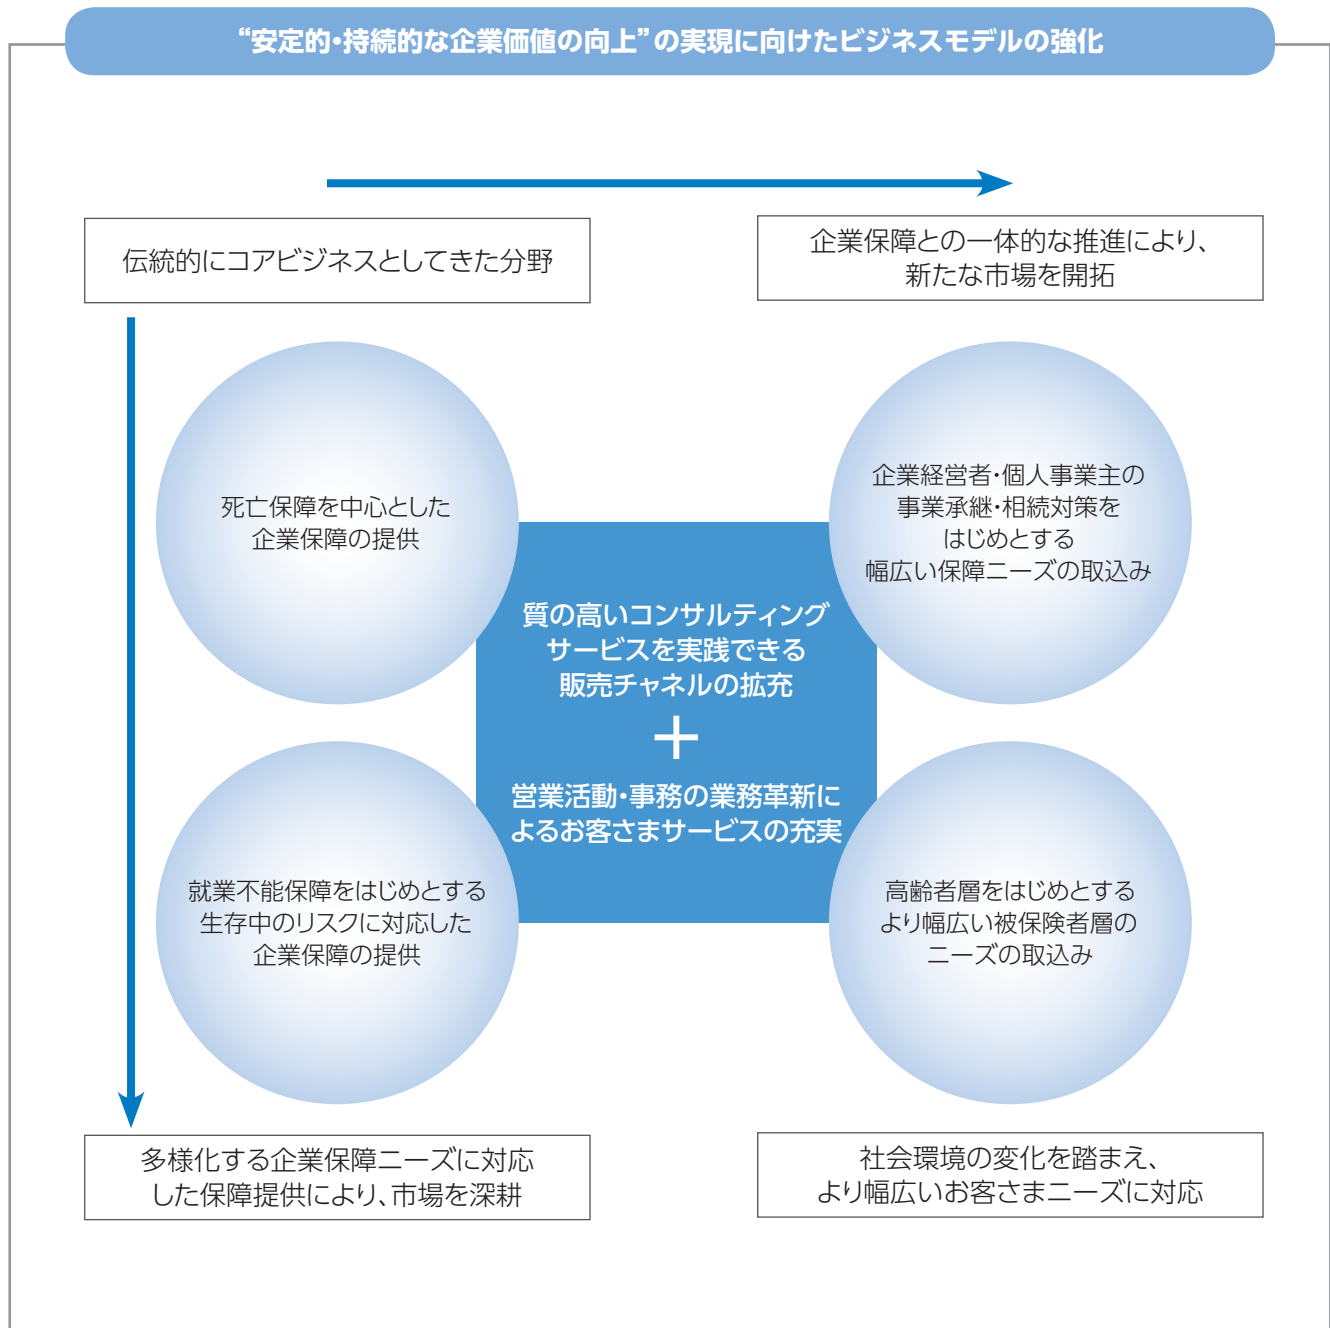 “安定的・持続的な企業価値の向上”の実現に向けたビジネスモデルの強化
伝統的にコアビジネスとしてきた分野
企業保障との一体的な推進により、
新たな市場を開拓
死亡保障を中心とした
企業保障の提供
企業経営者・個人事業主の
事業承継・相続対策を
はじめとする
幅広い保障ニーズの取込み
質の高いコンサルティング
サービスを実践できる
販売チャネルの拡充
＋
営業活動・事務の業務革新に
よるお客さまサービスの充実
就業不能保障をはじめとする
生存中のリスクに対応した
企業保障の提供
高齢者層をはじめとする
より幅広い被保険者層の
ニーズの取込み
多様化する企業保障ニーズに対応
した保障提供により、市場を深耕
社会環境の変化を踏まえ、
より幅広いお客さまニーズに対応